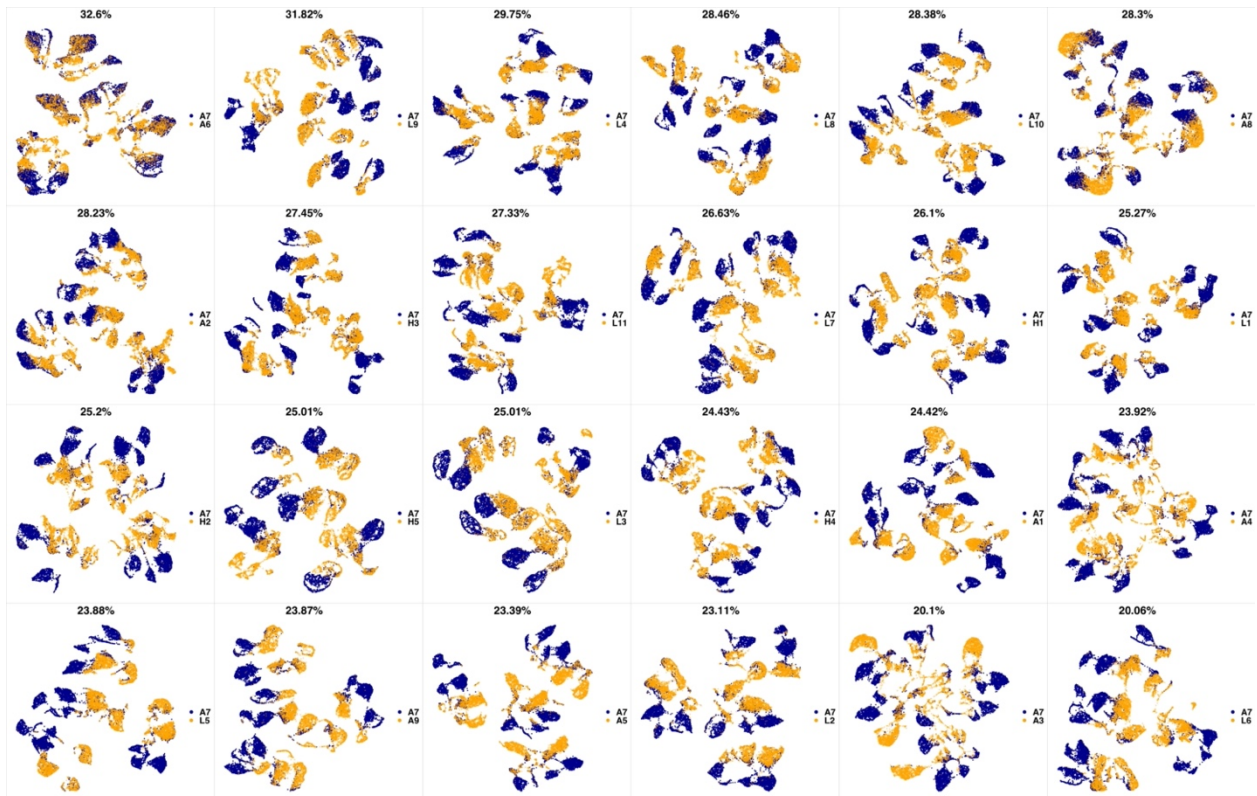 32.6%
31.82%
29.75%
28.46%
28.38%
28.3%
A7
A6
A7
L9
A7
L4
A7
L8
A7
L10
A7
A8
28.23%
27.45%
27.33%
26.63%
26.1%
25.27%
A7
A2
A7
H3
A7
L11
A7
L7
A7
H1
A7
L1
25.2%
25.01%
25.01%
24.43%
24.42%
23.92%
A7
H2
A7
H5
A7
L3
A7
H4
A7
A1
A7
A4
23.88%
23.87%
23.39%
23.11%
20.1%
20.06%
A7
L5
A7
A9
A7
A5
A7
L2
A7
A3
A7
L6